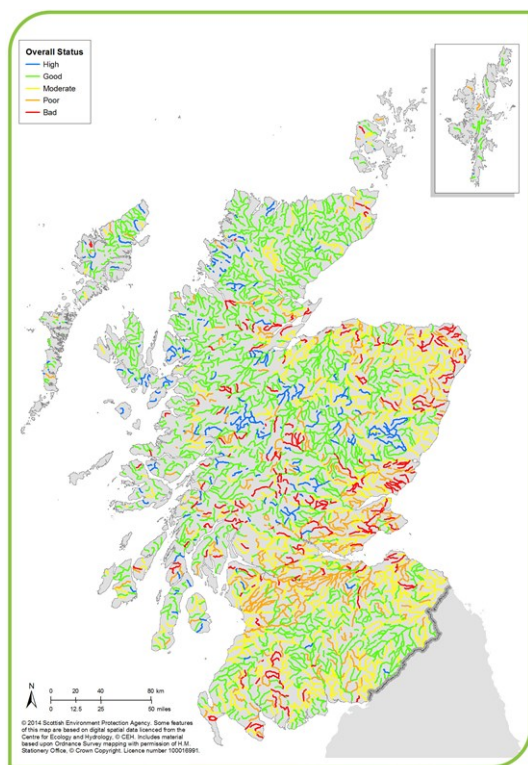 Overall Status
High
Good
Moderate
Poor
Bad
N
0 15 30 60 km
0 12.5 25 50 miles
© 2014 Scottish Environment Protection Agency. Some features
of this map are based on digital spatial data licenced from the
Centre for Ecology and Hydrology, © CEH. Includes material
based upon Ordnance Survey mapping with permission of H.M.
Stationery Office, © Crown Copyright. Licence number 100016991.